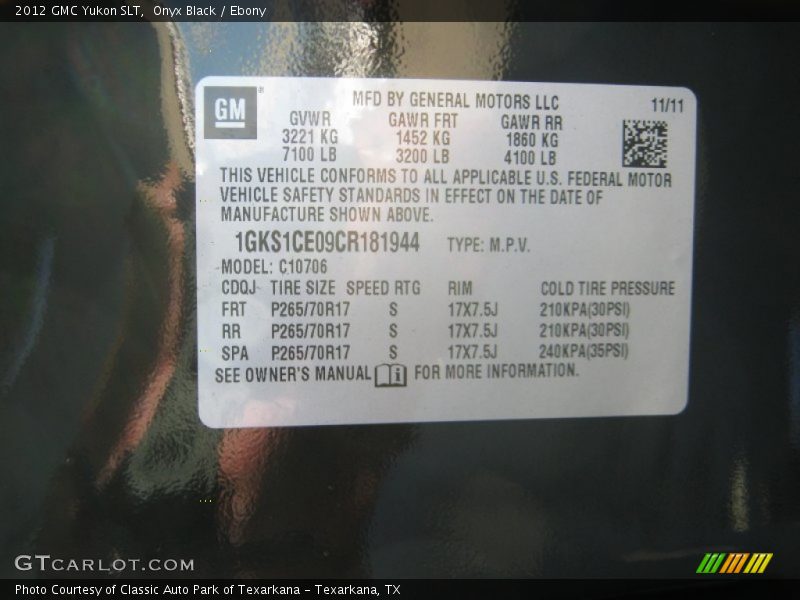 2012 GMC Yukon SLT, Onyx Black / Ebony
GM
MFD BY GENERAL MOTORS LLC 11/11
GVWR GAWR FRT GAWR RR
3221 KG 1452 KG 1860 KG
7100 LB 3200 LB 4100 LB
THIS VEHICLE CONFORMS TO ALL APPLICABLE U.S. FEDERAL MOTOR
VEHICLE SAFETY STANDARDS IN EFFECT ON THE DATE OF
MANUFACTURE SHOWN ABOVE.
1GKS1CE09CR181944 TYPE: M.P.V.
MODEL: C10706
CDQJ TIRE SIZE SPEED RTG RIM COLD TIRE PRESSURE
FRT P265/70R17 S 17X7.5J 210KPA(30PSI)
RR P265/70R17 S 17X7.5J 210KPA(30PSI)
SPA P265/70R17 S 17X7.5J 240KPA(35PSI)
SEE OWNER'S MANUAL i FOR MORE INFORMATION.
GTCARLOT.COM
Photo Courtesy of Classic Auto Park of Texarkana - Texarkana, TX